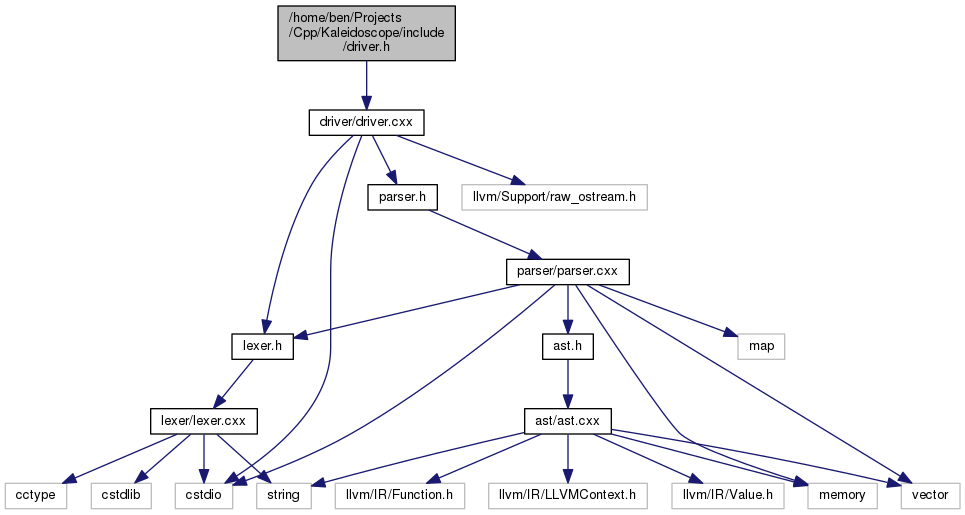 /home/ben/Projects
/Cpp/Kaleidoscope/include
/driver.h
driver/driver.cxx
parser.h
llvm/Support/raw_ostream.h
parser/parser.cxx
lexer.h
ast.h
map
lexer/lexer.cxx
ast/ast.cxx
cctype
cstdlib
cstdio
string
llvm/IR/Function.h
llvm/IR/LLVMContext.h
llvm/IR/Value.h
memory
vector